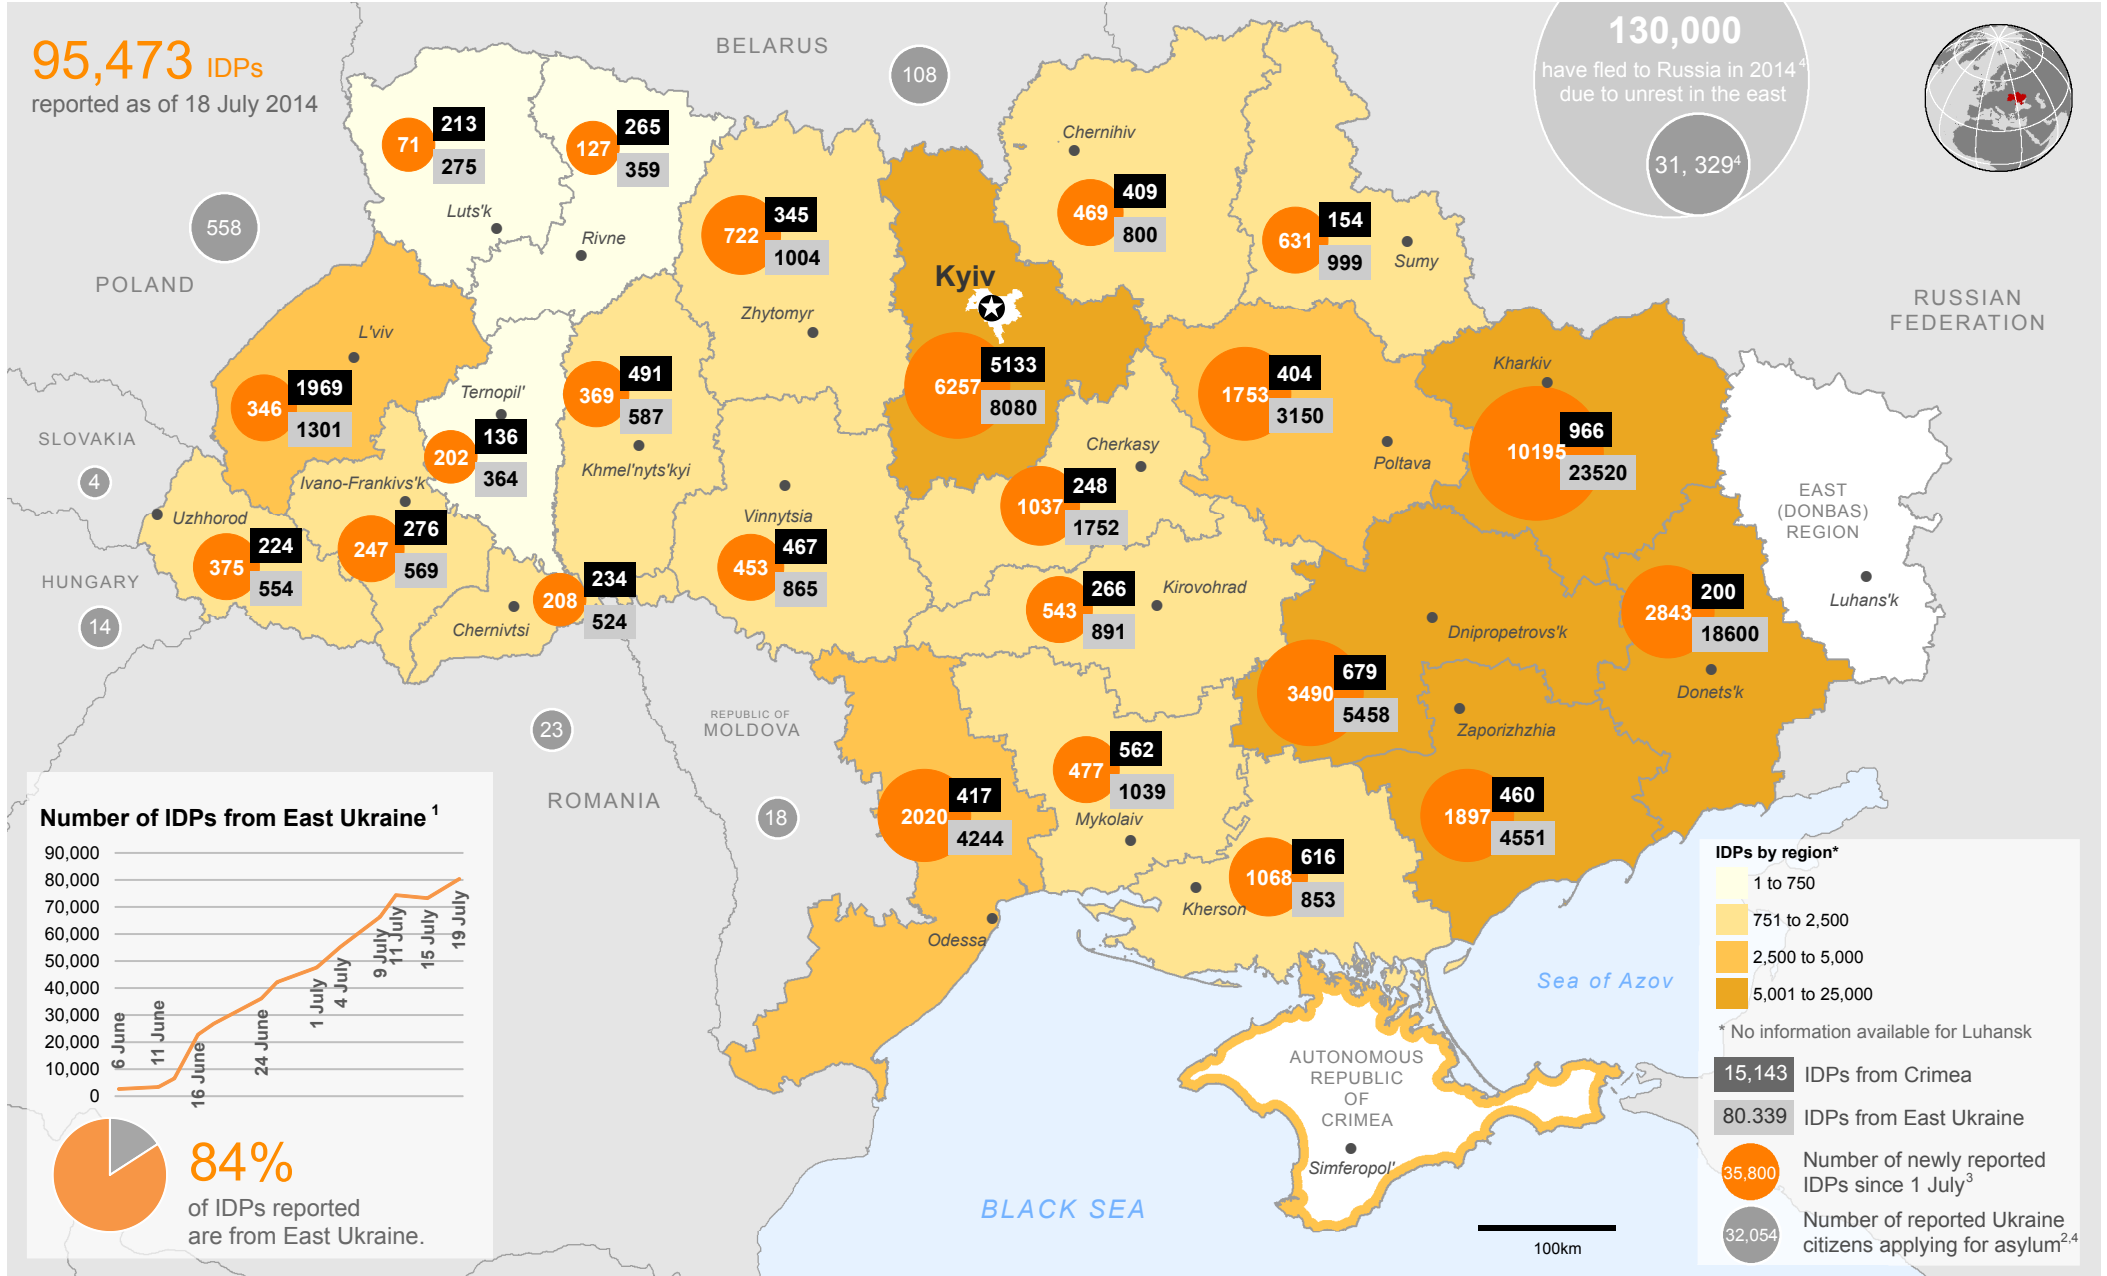 95,473 IDPs
reported as of 18 July 2014
BELARUS
108
130,000
have fled to Russia in 2014⁴
due to unrest in the east
31, 329⁴
71
213
275
Luts'k
127
265
359
Rivne
558
POLAND
722
345
1004
Zhytomyr
Chernihiv
469
409
800
631
154
999
Sumy
Kyiv
6257
5133
8080
RUSSIAN
FEDERATION
L'viv
346
1969
1301
Ternopil'
202
136
364
369
491
587
Khmel'nyts'kyi
1753
404
3150
Poltava
Kharkiv
10195
966
23520
SLOVAKIA
4
Cherkasy
1037
248
1752
EAST
(DONBAS)
REGION
Luhans'k
Ivano-Frankivs'k
247
276
569
Uzhhorod
375
224
554
HUNGARY
14
Vinnytsia
453
467
865
208
234
524
Chernivtsi
543
266
891
Kirovohrad
2843
200
18600
Donets'k
Dnipropetrovs'k
3490
679
5458
Zaporizhzhia
1897
460
4551
23
REPUBLIC OF
MOLDOVA
ROMANIA
18
2020
417
4244
Odessa
477
562
1039
Mykolaiv
1068
616
853
Kherson
Sea of Azov
AUTONOMOUS
REPUBLIC
OF
CRIMEA
Simferopol'
BLACK SEA
100km
Number of IDPs from East Ukraine ¹
90,000
80,000
70,000
60,000
50,000
40,000
30,000
20,000
10,000
0
6 June
11 June
16 June
24 June
1 July
4 July
9 July
11 July
15 July
19 July
84%
of IDPs reported
are from East Ukraine.
IDPs by region*
1 to 750
751 to 2,500
2,500 to 5,000
5,001 to 25,000
* No information available for Luhansk
15,143 IDPs from Crimea
80.339 IDPs from East Ukraine
35,800 Number of newly reported
IDPs since 1 July³
32,054 Number of reported Ukraine
citizens applying for asylum²,⁴